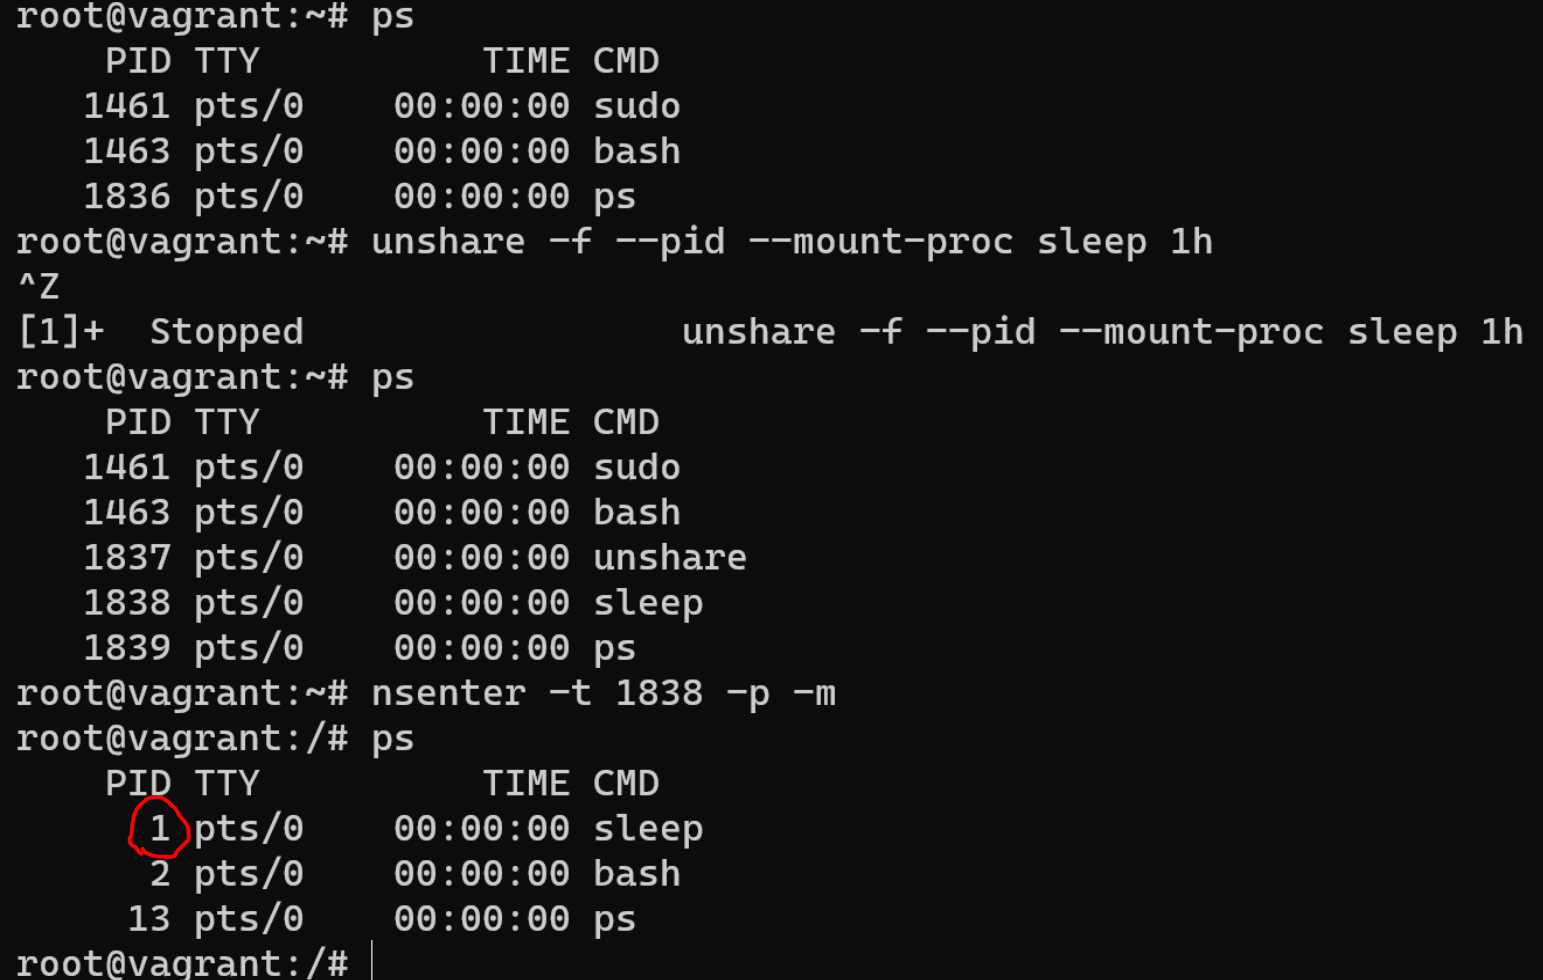 root@vagrant:~# ps
    PID TTY          TIME CMD
   1461 pts/0    00:00:00 sudo
   1463 pts/0    00:00:00 bash
   1836 pts/0    00:00:00 ps
root@vagrant:~# unshare -f --pid --mount-proc sleep 1h
^Z
[1]+  Stopped                 unshare -f --pid --mount-proc sleep 1h
root@vagrant:~# ps
    PID TTY          TIME CMD
   1461 pts/0    00:00:00 sudo
   1463 pts/0    00:00:00 bash
   1837 pts/0    00:00:00 unshare
   1838 pts/0    00:00:00 sleep
   1839 pts/0    00:00:00 ps
root@vagrant:~# nsenter -t 1838 -p -m
root@vagrant:/# ps
    PID TTY          TIME CMD
      1 pts/0    00:00:00 sleep
      2 pts/0    00:00:00 bash
     13 pts/0    00:00:00 ps
root@vagrant:/#